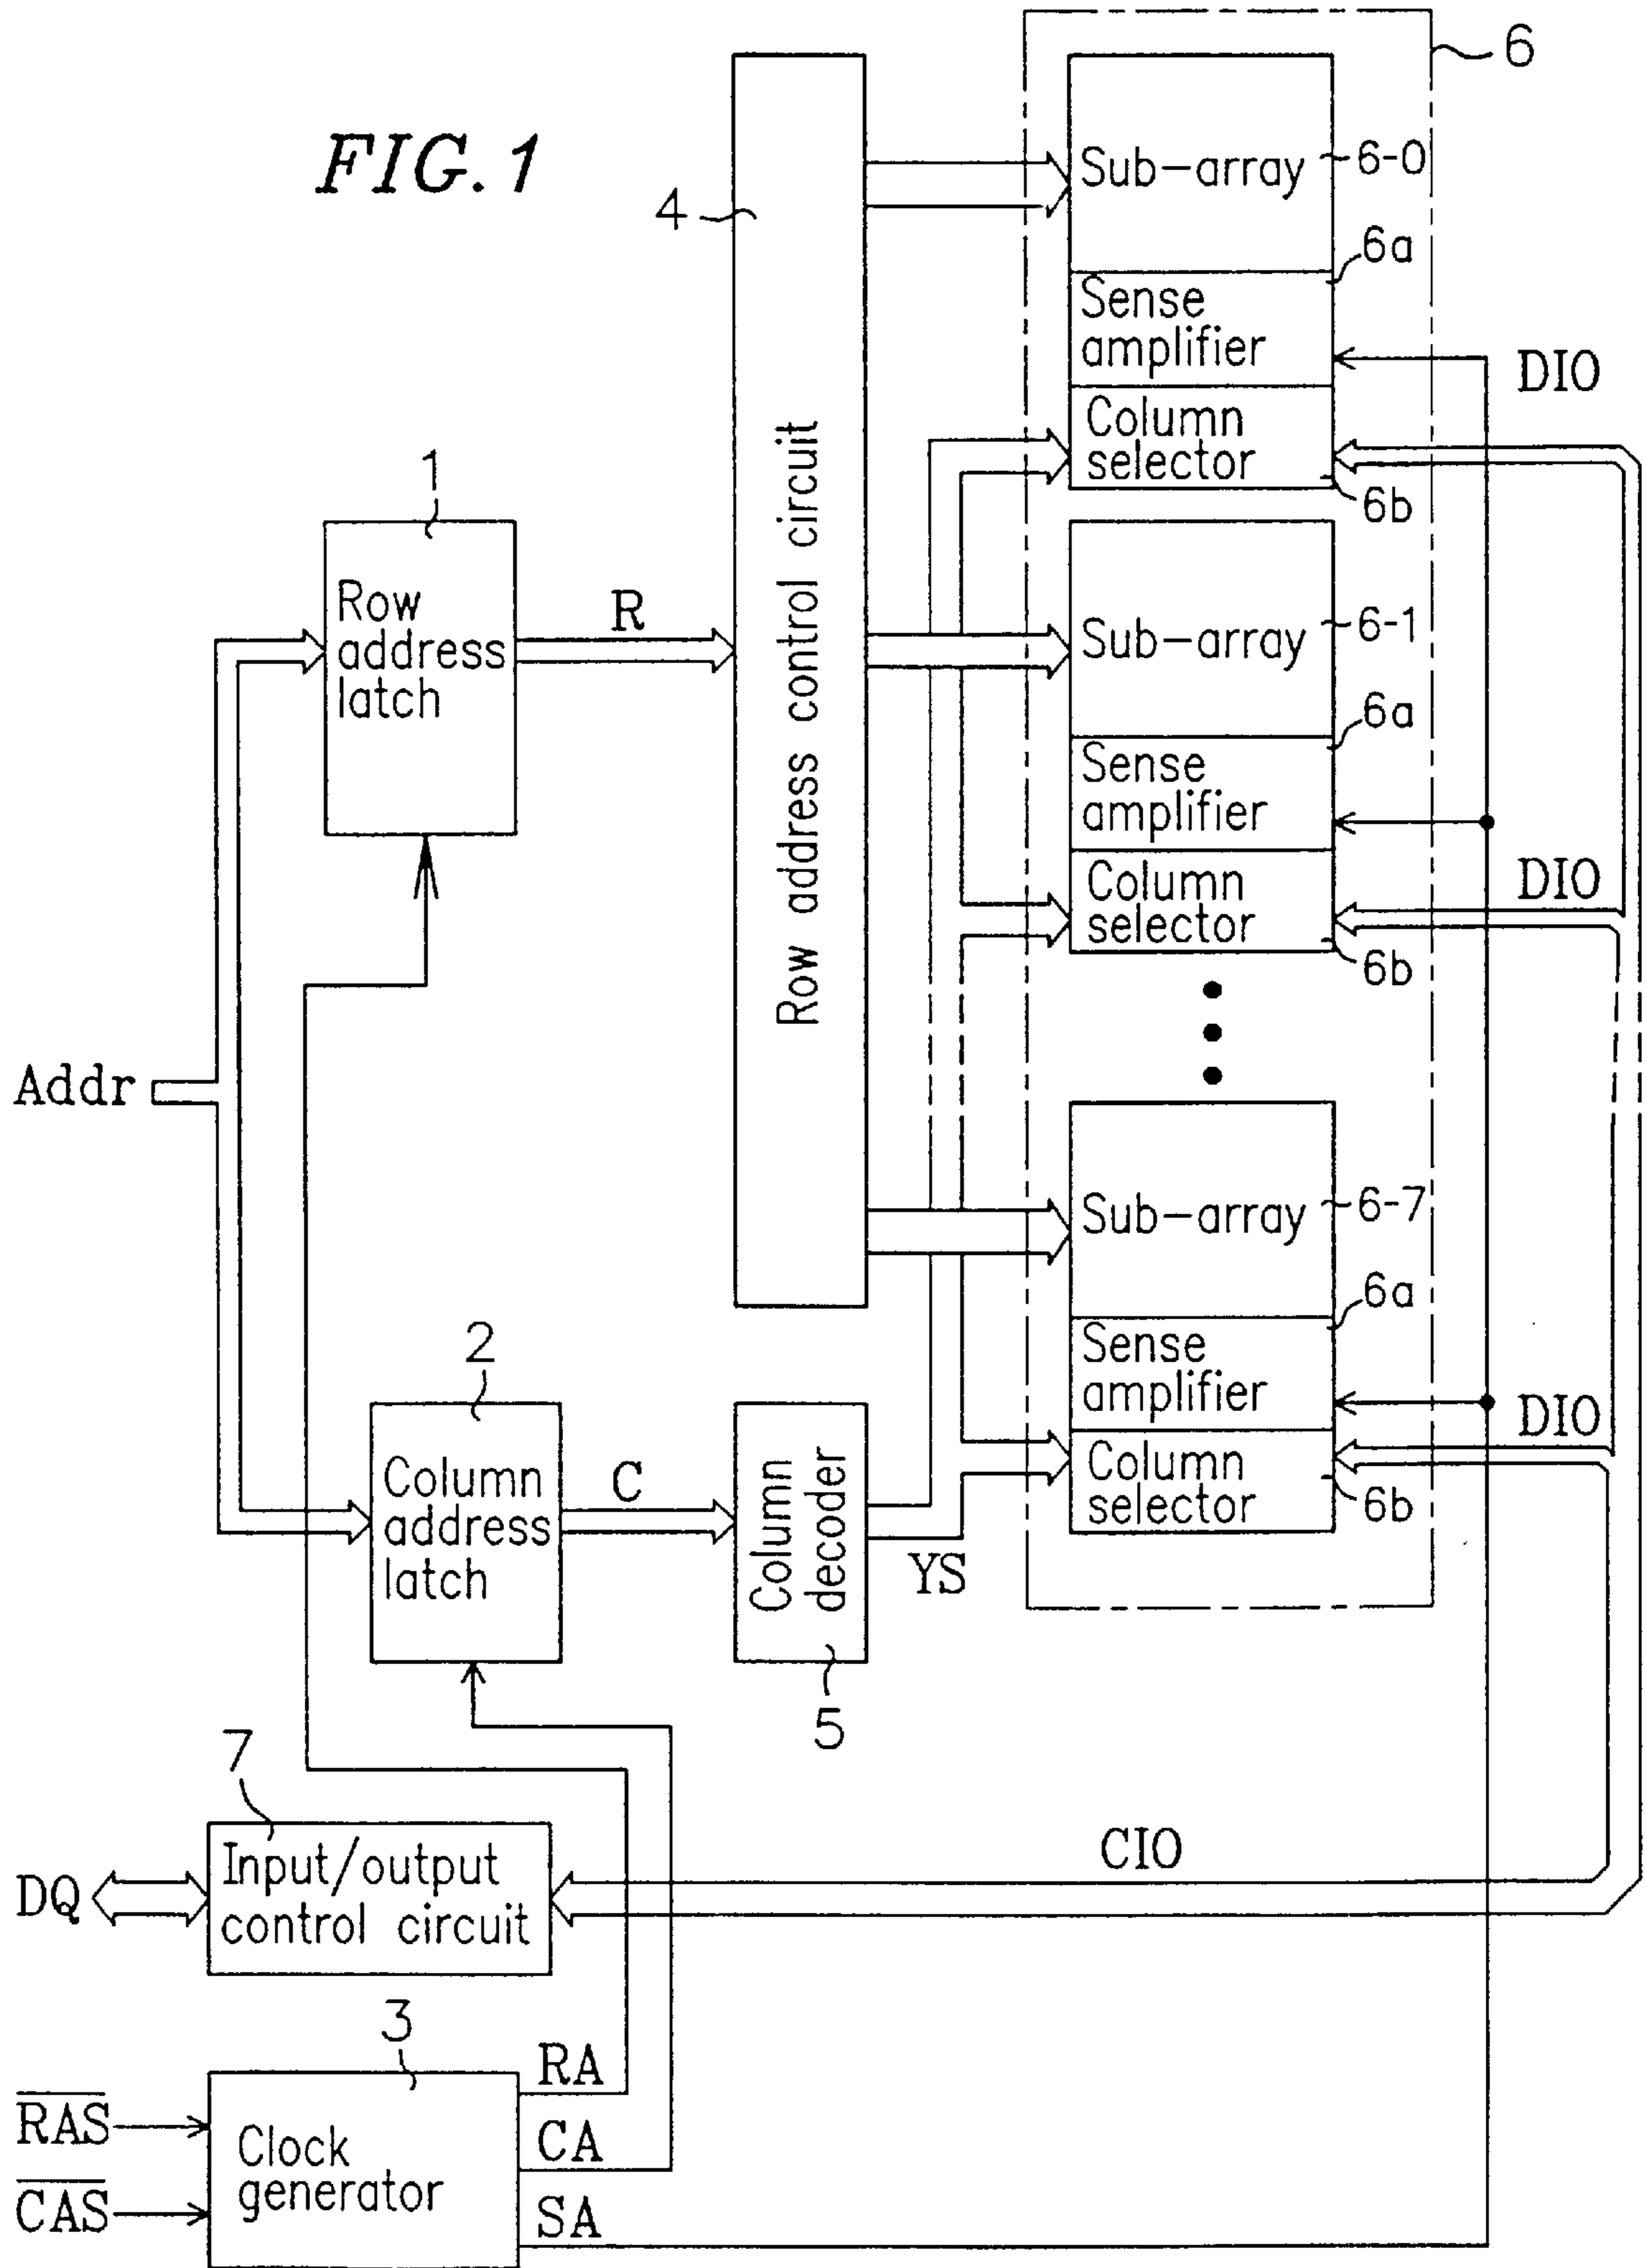 FIG. 1
6
4
Sub-array
6-0
6a
Sense
amplifier
DIO
Column
selector
6b
1
Row
address
latch
R
Row address control circuit
Sub-array
6-1
6a
Sense
amplifier
DIO
Column
selector
6b
Addr
Sub-array
6-7
6a
Sense
amplifier
DIO
Column
selector
6b
2
Column
address
latch
C
Column
decoder
YS
5
7
Input/output
control circuit
DQ
CIO
3
RAS
CAS
Clock
generator
RA
CA
SA